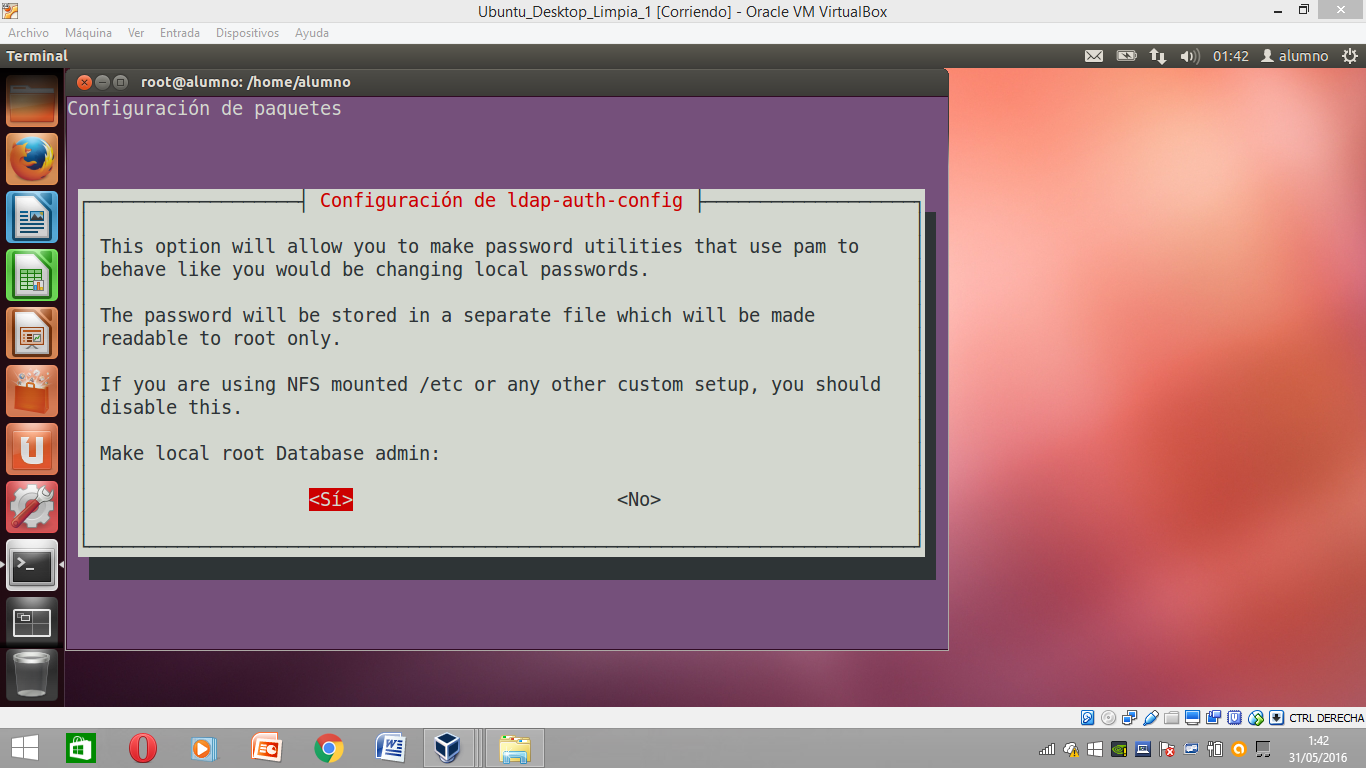 Ubuntu_Desktop_Limpia_1 [Corriendo] - Oracle VM VirtualBox
Archivo Máquina Ver Entrada Dispositivos Ayuda
Terminal 01:42 alumno
root@alumno: /home/alumno
Configuración de paquetes
Configuración de ldap-auth-config
This option will allow you to make password utilities that use pam to
behave like you would be changing local passwords.
The password will be stored in a separate file which will be made
readable to root only.
If you are using NFS mounted /etc or any other custom setup, you should
disable this.
Make local root Database admin:
<Sí> <No>
CTRL DERECHA
1:42
31/05/2016